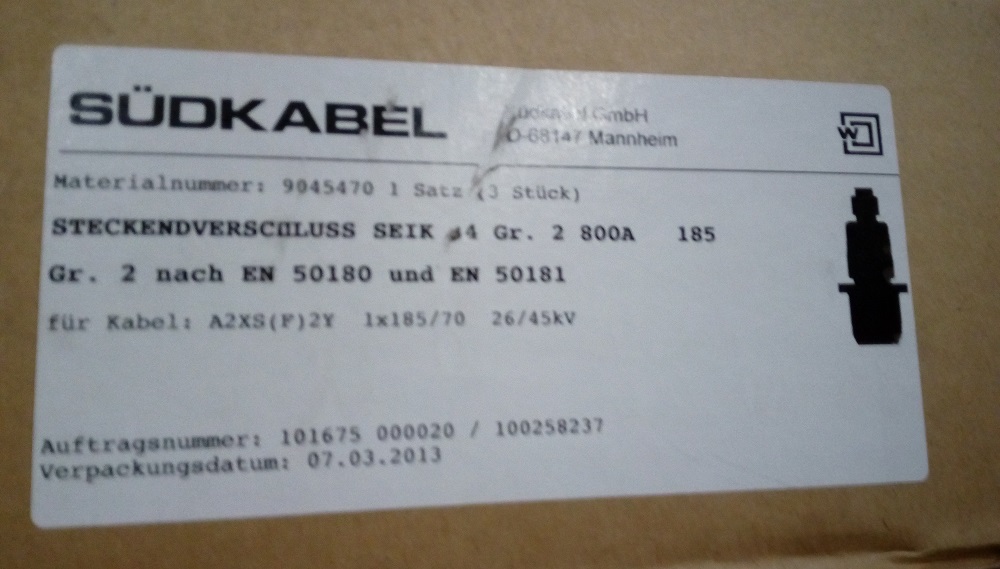 SÜDKABEL
GmbH
D-68147 Mannheim
Materialnummer: 9045470 1 Satz (3 Stück)
STECKENDVERSCHLUSS SEIK Gr. 2 800A 185
Gr. 2 nach EN 50180 und EN 50181
für Kabel: A2XS(F)2Y 1x185/70 26/45kV
Auftragsnummer: 101675 000020 / 100258237
Verpackungsdatum: 07.03.2013